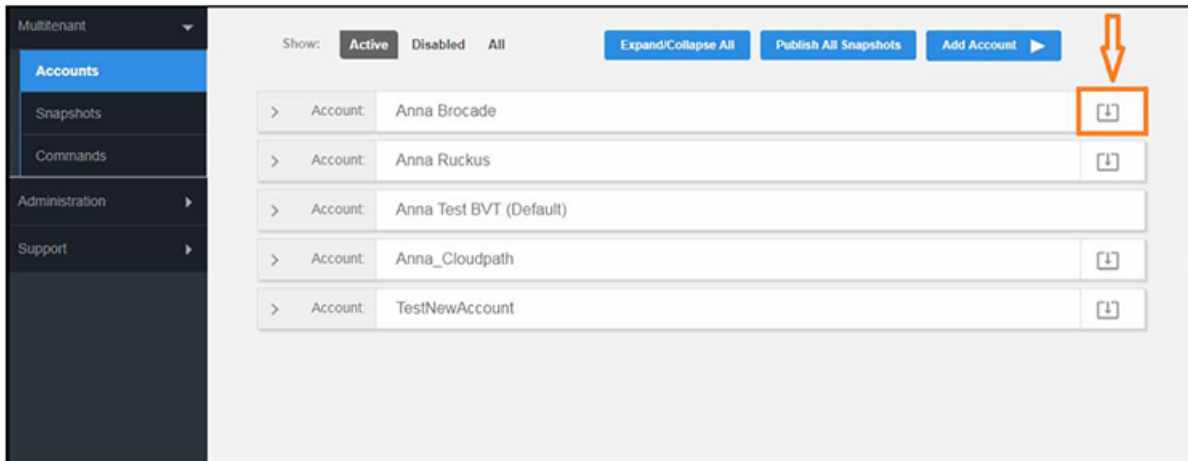 Multitenant
Accounts
Snapshots
Commands
Administration
Support
Show: Active Disabled All Expand/Collapse All Publish All Snapshots Add Account
Account: Anna Brocade
Account: Anna Ruckus
Account: Anna Test BVT (Default)
Account: Anna_Cloudpath
Account: TestNewAccount